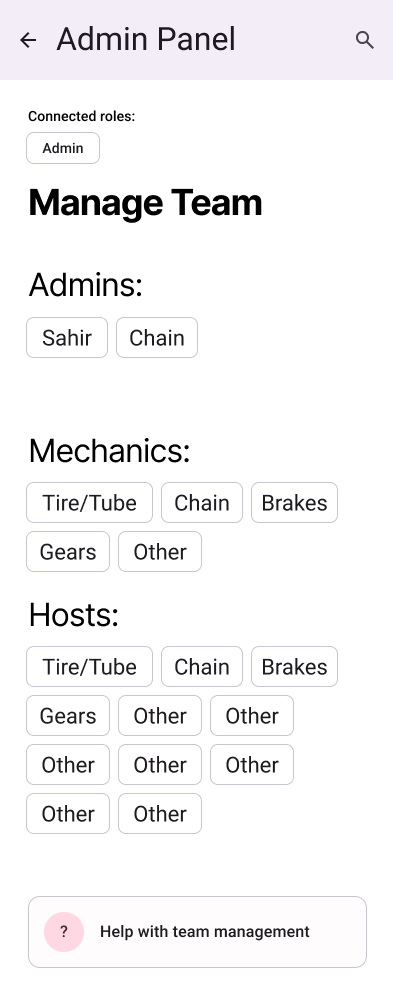 Admin Panel
Connected roles:
Admin
Manage Team
Admins:
Sahir Chain
Mechanics:
Tire/Tube Chain Brakes
Gears Other
Hosts:
Tire/Tube Chain Brakes
Gears Other Other
Other Other Other
Other Other
? Help with team management